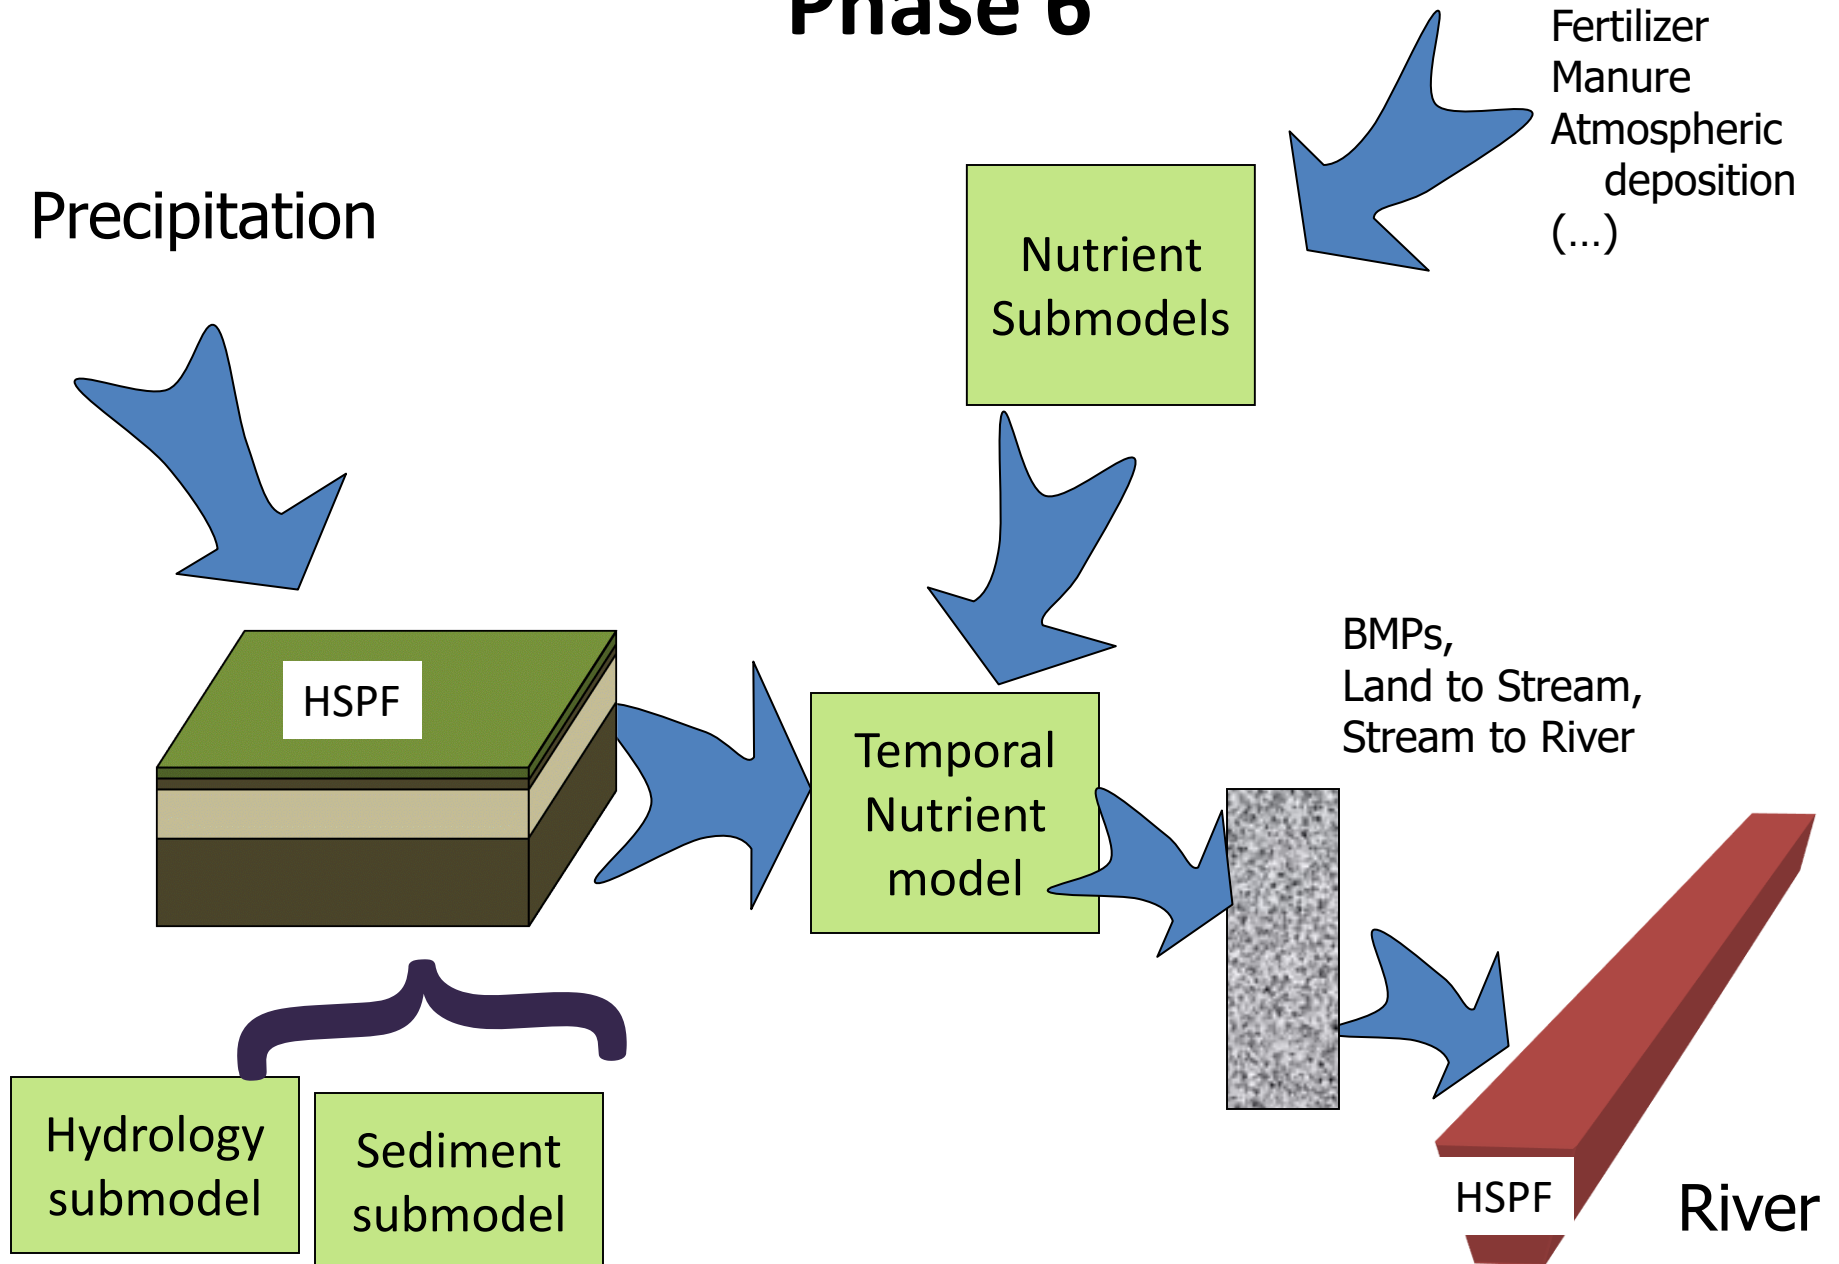 Phase 6
Fertilizer
Manure
Atmospheric
deposition
(…)
Precipitation
Nutrient
Submodels
HSPF
Temporal
Nutrient
model
BMPs,
Land to Stream,
Stream to River
Hydrology
submodel
Sediment
submodel
HSPF
River